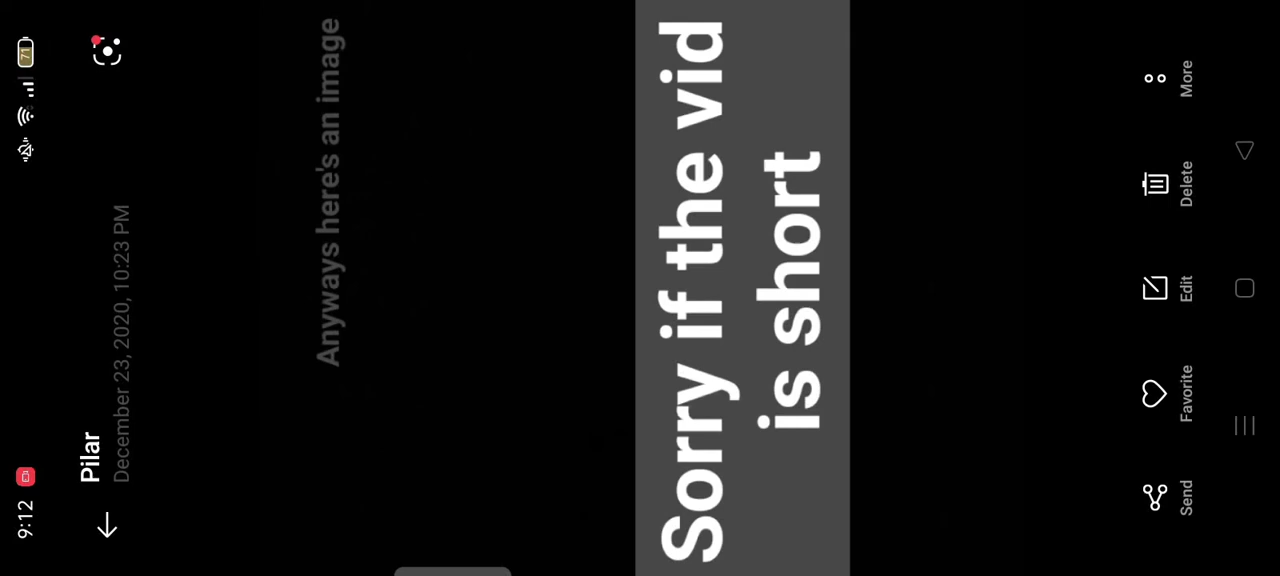 9:12
71
Pilar
December 23, 2020, 10:23 PM
Anyways here's an image
Sorry if the vid
is short
Send
Favorite
Edit
Delete
More